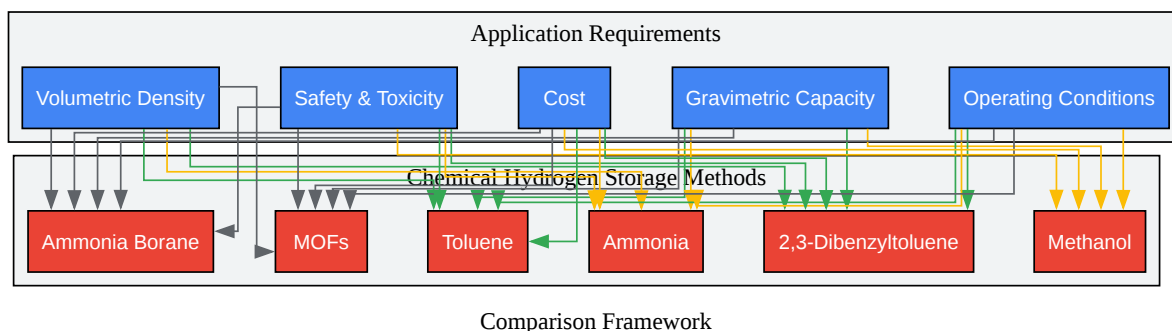 Application Requirements
Volumetric Density
Safety & Toxicity
Cost
Gravimetric Capacity
Operating Conditions
Chemical Hydrogen Storage Methods
Ammonia Borane
MOFs
Toluene
Ammonia
2,3-Dibenzyltoluene
Methanol
Comparison Framework